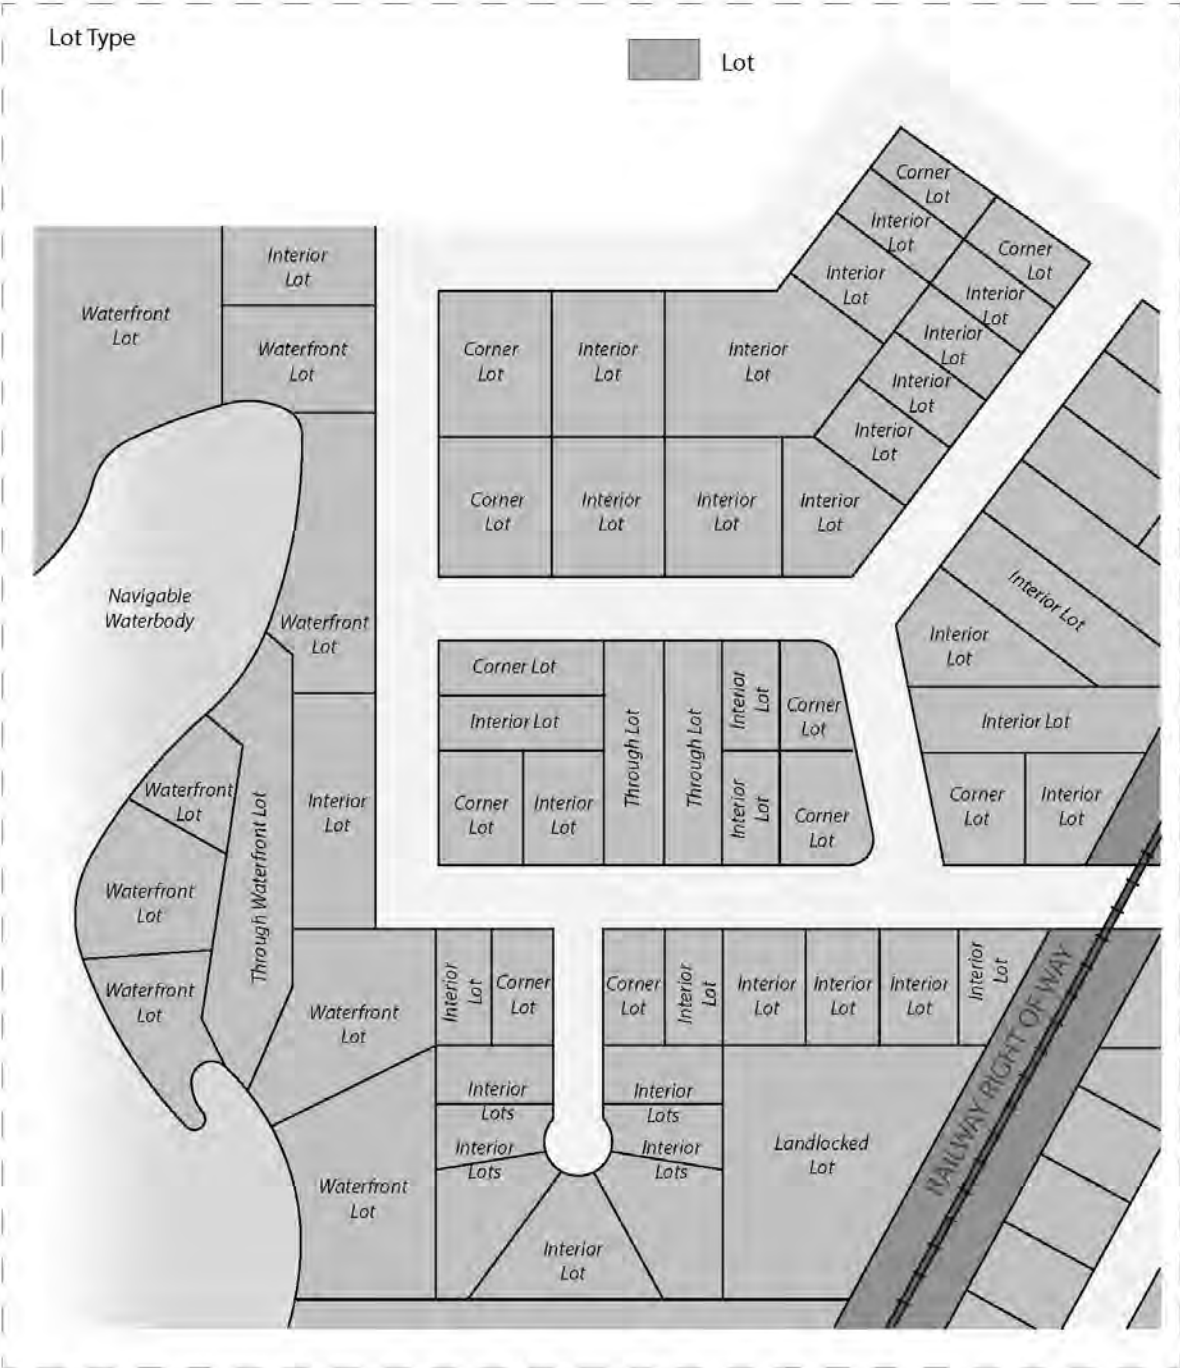 Lot Type
Lot
Corner
Lot
Interior
Lot
Corner
Lot
Interior
Lot
Interior
Lot
Interior
Lot
Interior
Lot
Interior
Lot
Interior
Lot
Waterfront
Lot
Interior
Lot
Waterfront
Lot
Corner
Lot
Interior
Lot
Interior
Lot
Corner
Lot
Interior
Lot
Interior
Lot
Interior
Lot
Navigable
Waterbody
Waterfront
Lot
Interior Lot
Interior
Lot
Corner Lot
Interior Lot
Corner
Lot
Interior
Lot
Through Lot
Through Lot
Interior
Lot
Interior
Lot
Corner
Lot
Corner
Lot
Interior Lot
Corner
Lot
Interior
Lot
Waterfront
Lot
Waterfront
Lot
Waterfront
Lot
Through Waterfront Lot
Interior
Lot
Waterfront
Lot
Interior
Lot
Corner
Lot
Corner
Lot
Interior
Lot
Interior
Lot
Interior
Lot
Interior
Lot
Interior
Lot
RAILWAY RIGHT OF WAY
Interior
Lots
Interior
Lots
Interior
Lots
Interior
Lots
Landlocked
Lot
Waterfront
Lot
Interior
Lot